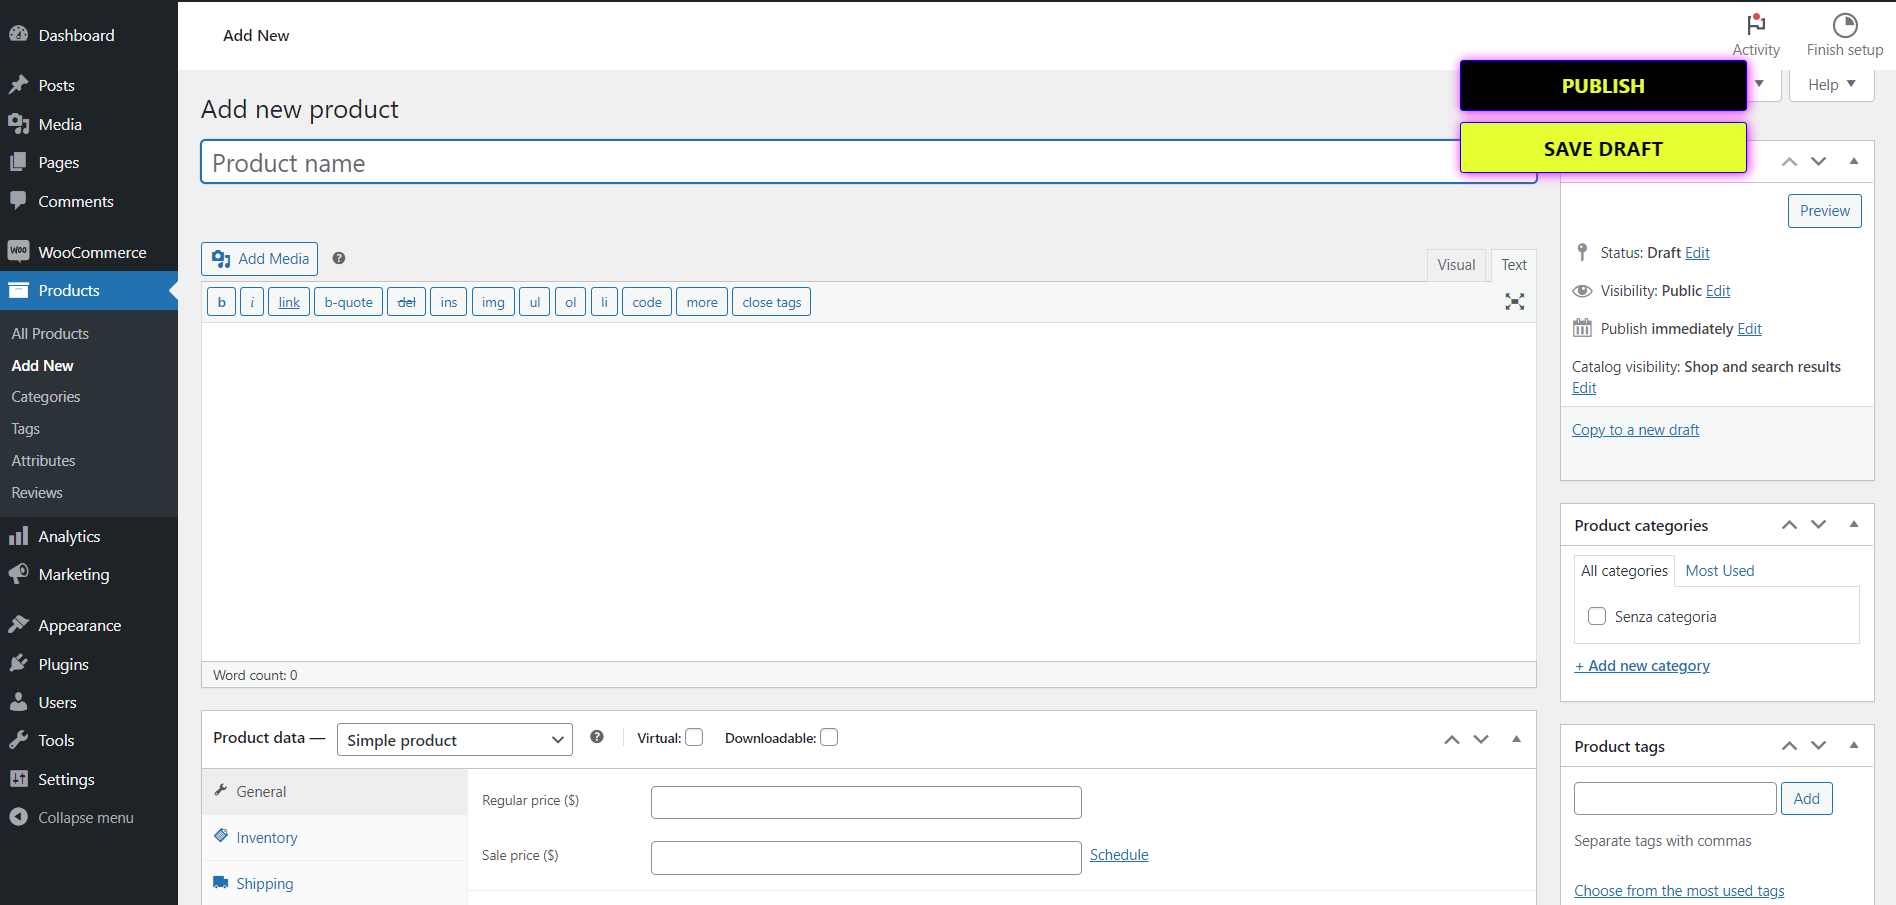 Dashboard
Posts
Media
Pages
Comments
WooCommerce
Products
All Products
Add New
Categories
Tags
Attributes
Reviews
Analytics
Marketing
Appearance
Plugins
Users
Tools
Settings
Collapse menu
Add New
Activity
Finish setup
PUBLISH
Help
SAVE DRAFT
Add new product
Product name
Add Media
Visual
Text
b
i
link
b-quote
del
ins
img
ul
ol
li
code
more
close tags
Word count: 0
Product data —
Simple product
Virtual:
Downloadable:
General
Inventory
Shipping
Regular price ($)
Sale price ($)
Schedule
Preview
Status: Draft Edit
Visibility: Public Edit
Publish immediately Edit
Catalog visibility: Shop and search results
Edit
Copy to a new draft
Product categories
All categories
Most Used
Senza categoria
+ Add new category
Product tags
Add
Separate tags with commas
Choose from the most used tags